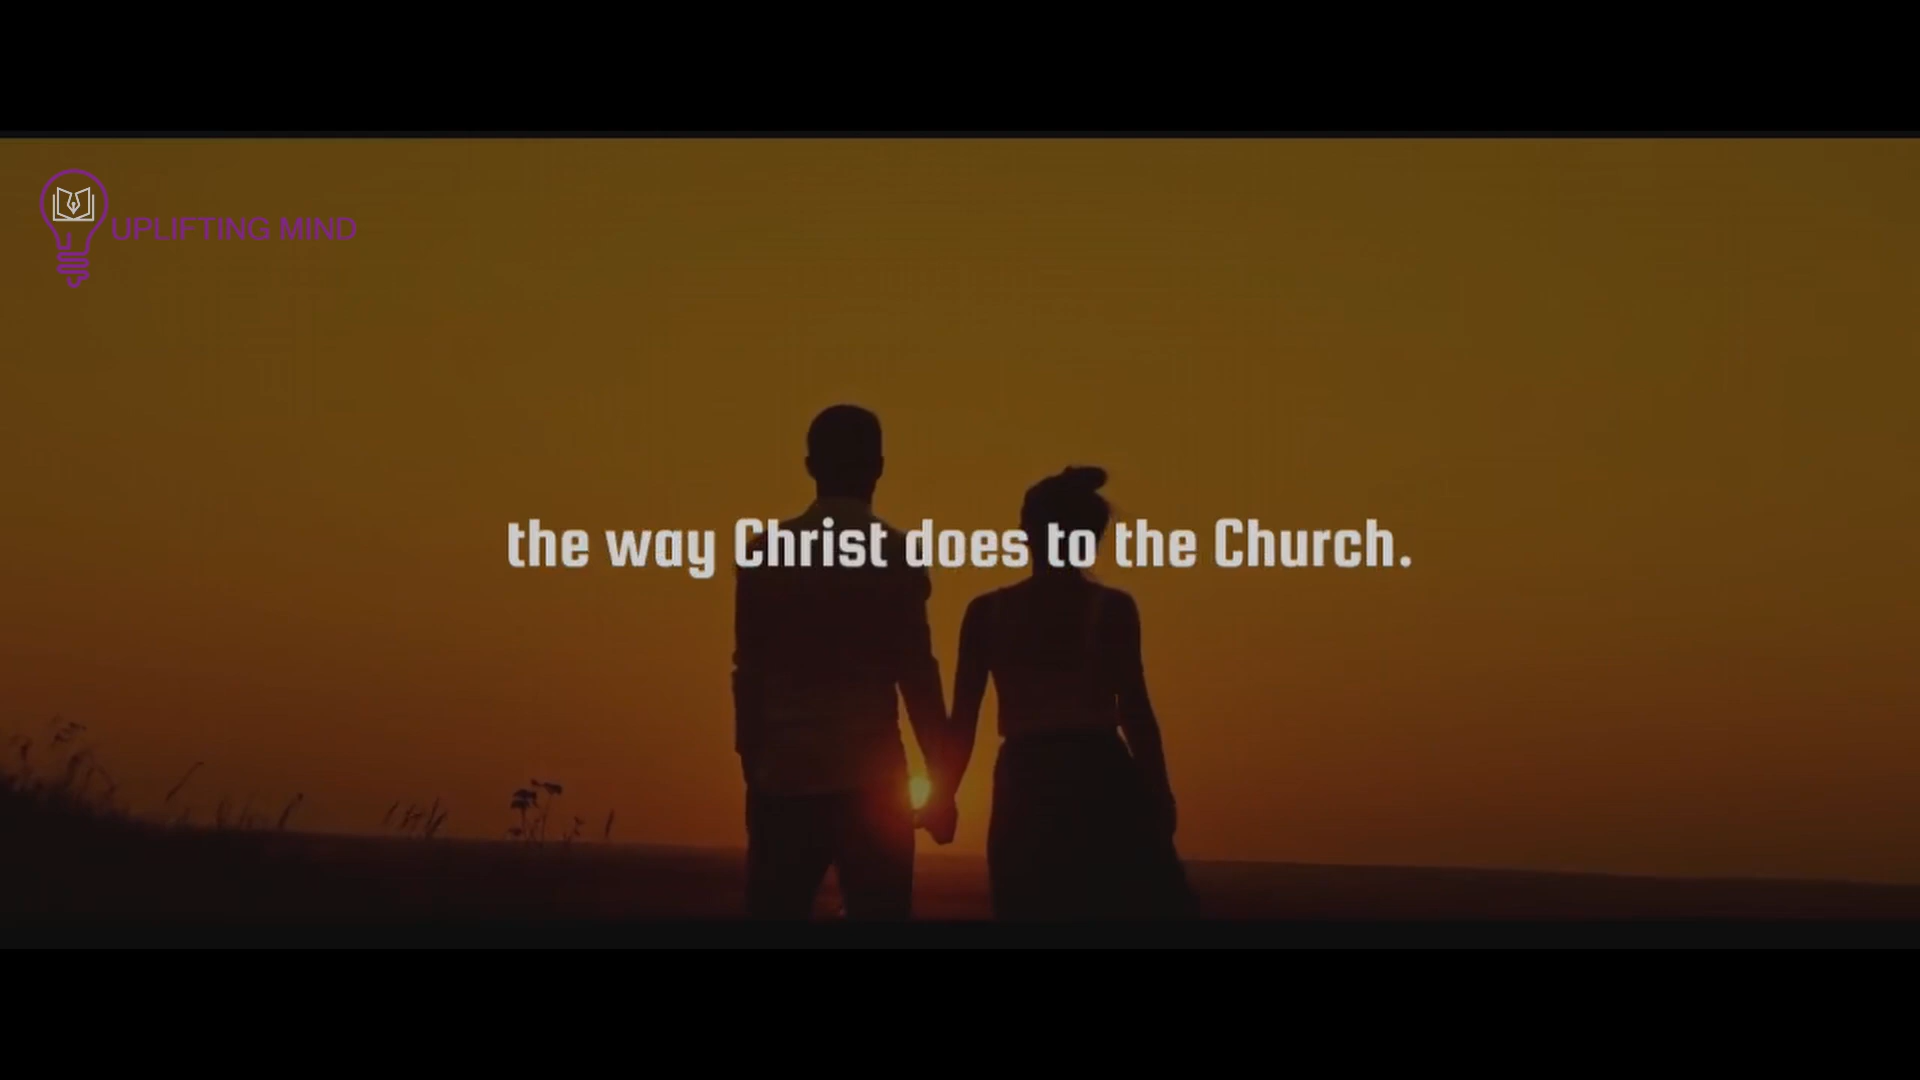 UPLIFTING MIND
the way Christ does to the Church.